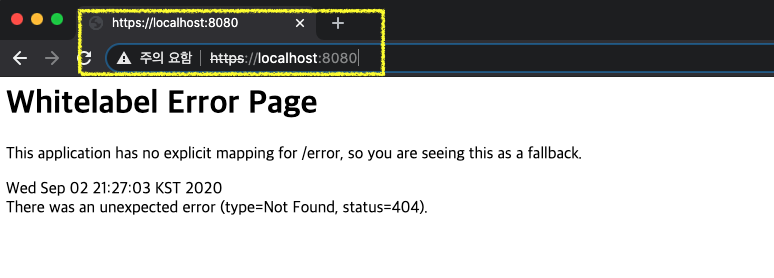 https://localhost:8080
주의 요함 https://localhost:8080
Whitelabel Error Page
This application has no explicit mapping for /error, so you are seeing this as a fallback.
Wed Sep 02 21:27:03 KST 2020
There was an unexpected error (type=Not Found, status=404).